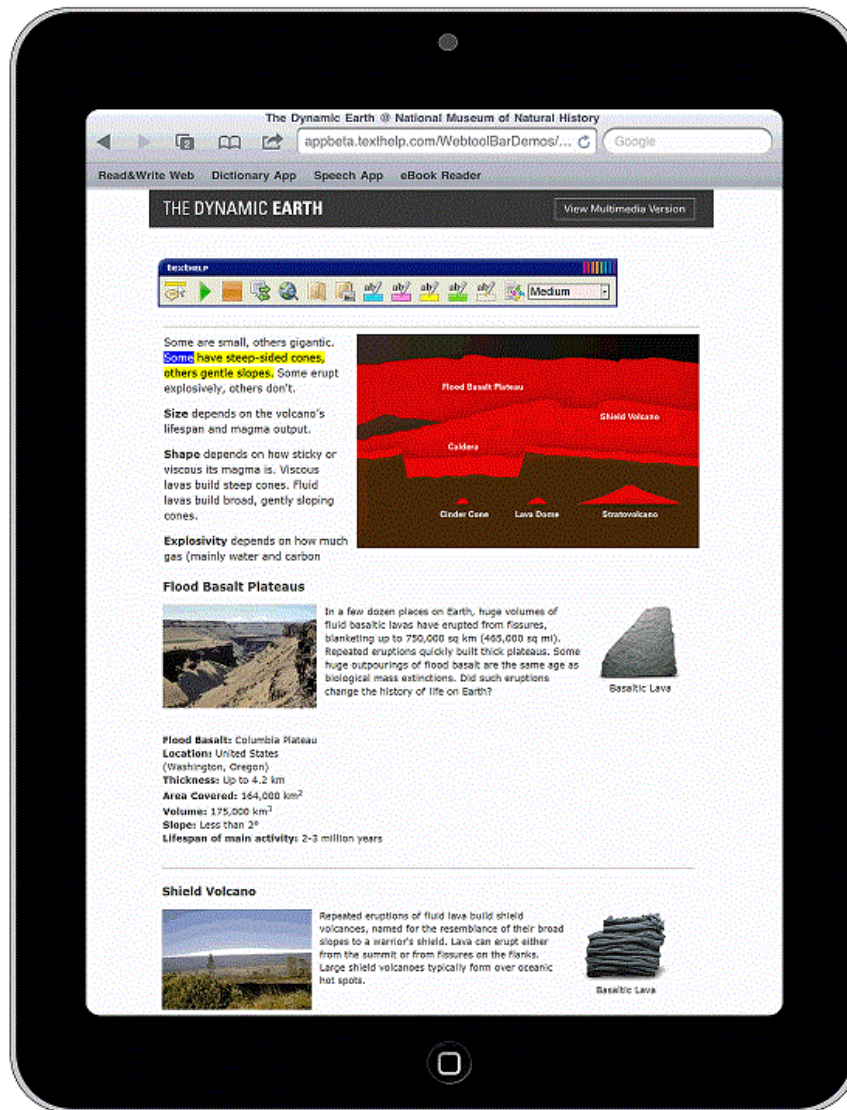 The Dynamic Earth @ National Museum of Natural History
2
appbeta.texthelp.com/WebtoolBarDemos/...
Google
Read&Write Web Dictionary App Speech App eBook Reader
THE DYNAMIC EARTH
View Multimedia Version
textHELP
ab/ ab/ ab/ ab/ ab/
Medium
Some are small, others gigantic.
Some have steep-sided cones,
others gentle slopes. Some erupt
explosively, others don't.
Size depends on the volcano's
lifespan and magma output.
Shape depends on how sticky or
viscous its magma is. Viscous
lavas build steep cones. Fluid
lavas build broad, gently sloping
cones.
Explosivity depends on how much
gas (mainly water and carbon
Flood Basalt Plateau
Shield Volcano
Caldera
Cinder Cone
Lava Dome
Stratovolcano
Flood Basalt Plateaus
In a few dozen places on Earth, huge volumes of
fluid basaltic lavas have erupted from fissures,
blanketing up to 750,000 sq km (465,000 sq mi).
Repeated eruptions quickly built thick plateaus. Some
huge outpourings of flood basalt are the same age as
biological mass extinctions. Did such eruptions
change the history of life on Earth?
Basaltic Lava
Flood Basalt: Columbia Plateau
Location: United States
(Washington, Oregon)
Thickness: Up to 4.2 km
Area Covered: 164,000 km²
Volume: 175,000 km³
Slope: Less than 2°
Lifespan of main activity: 2-3 million years
Shield Volcano
Repeated eruptions of fluid lava build shield
volcanoes, named for the resemblance of their broad
slopes to a warrior's shield. Lava can erupt either
from the summit or from fissures on the flanks.
Large shield volcanoes typically form over oceanic
hot spots.
Basaltic Lava